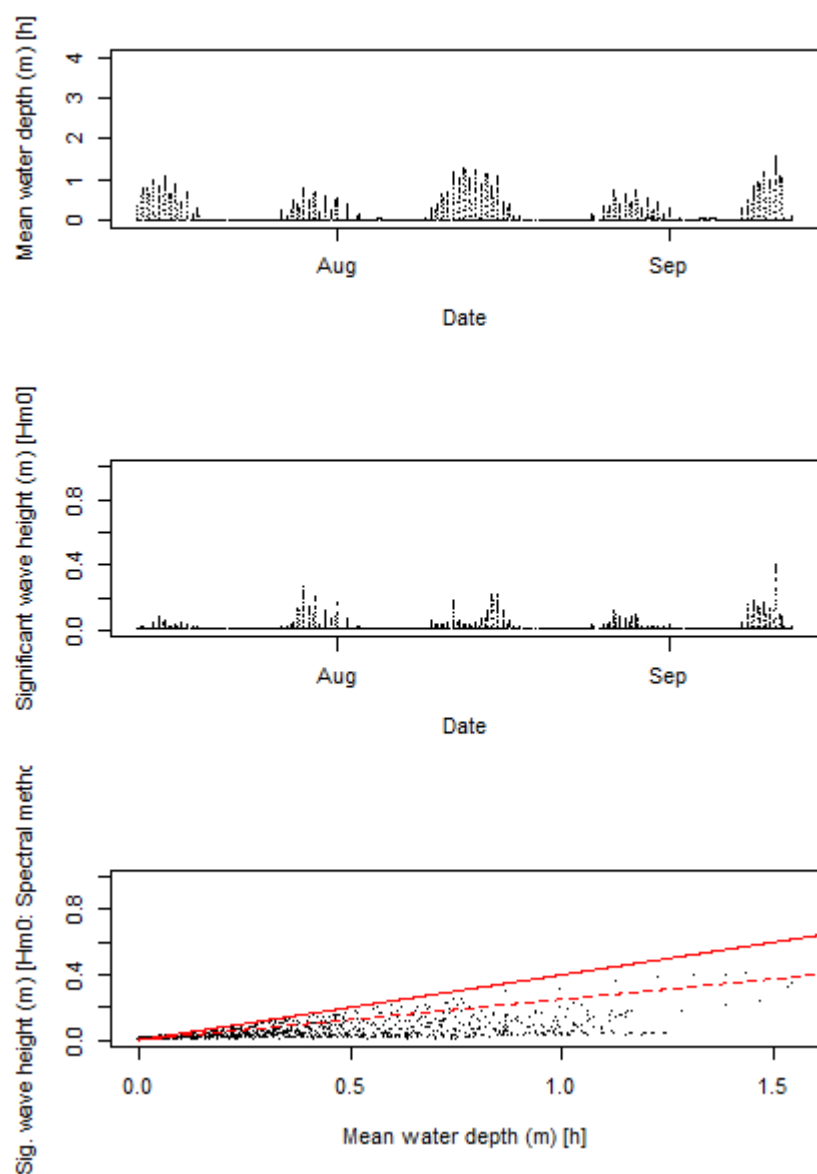 Mean water depth (m) [h]
4
3
2
1
0
Aug
Sep
Date
Significant wave height (m) [Hm0]
0.8
0.4
0.0
Aug
Sep
Date
Sig. wave height (m) [Hm0: Spectral metho
0.8
0.4
0.0
0.0
0.5
1.0
1.5
Mean water depth (m) [h]